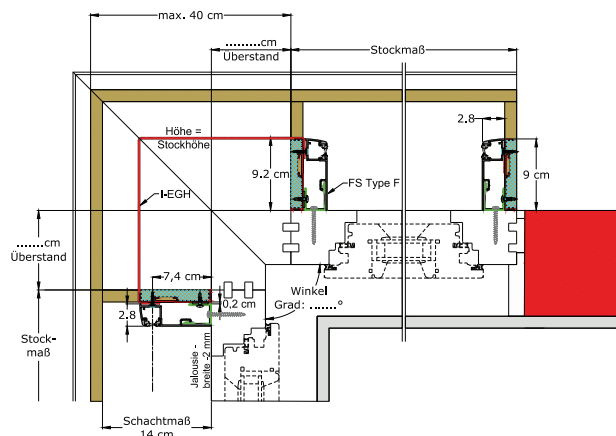 max. 40 cm
.........cm
Überstand
Stockmaß
Höhe =
Stockhöhe
2.8
9.2 cm
9 cm
FS Type F
I-EGH
......cm
Überstand
7,4 cm
0,2 cm
Winkel
Grad: ......°
2.8
Stock-
maß
Jalousie -
breite -2 mm
Schachtmaß
14 cm